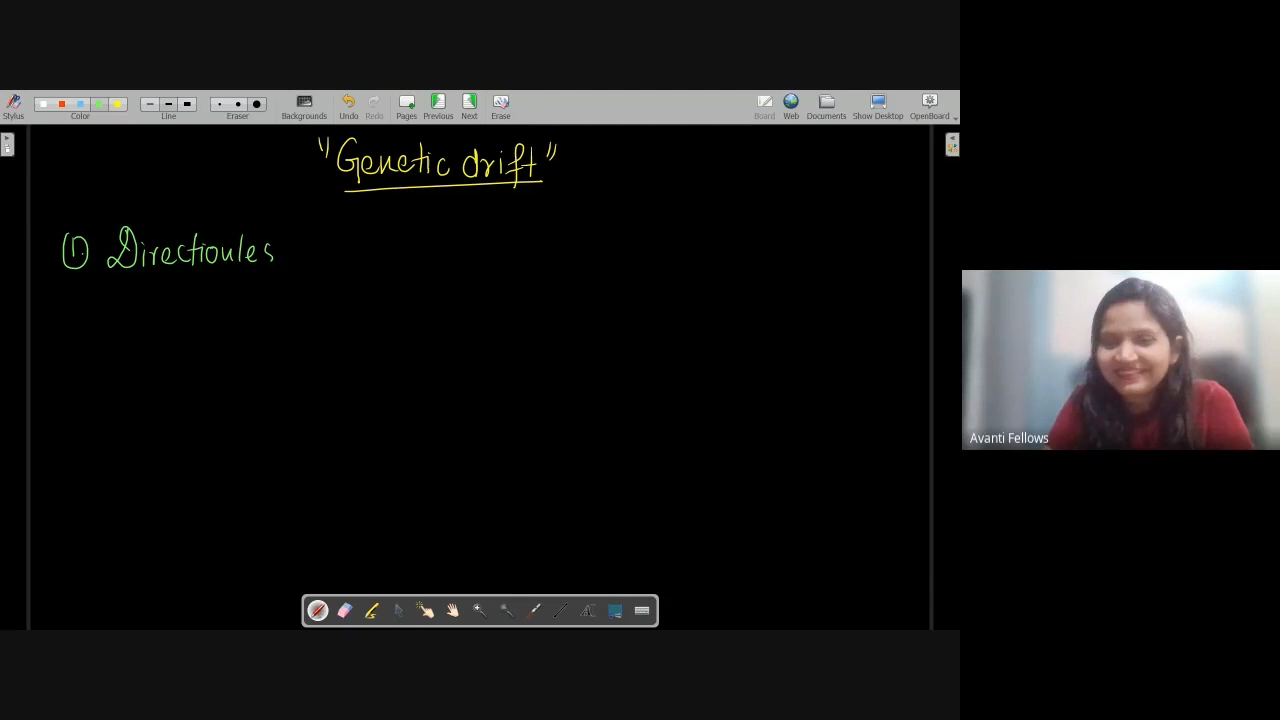 Stylus Color Line Eraser Backgrounds Undo Redo Pages Previous Next Erase Board Web Documents Show Desktop OpenBoard
"Genetic drift"
① Directioules
Avanti Fellows